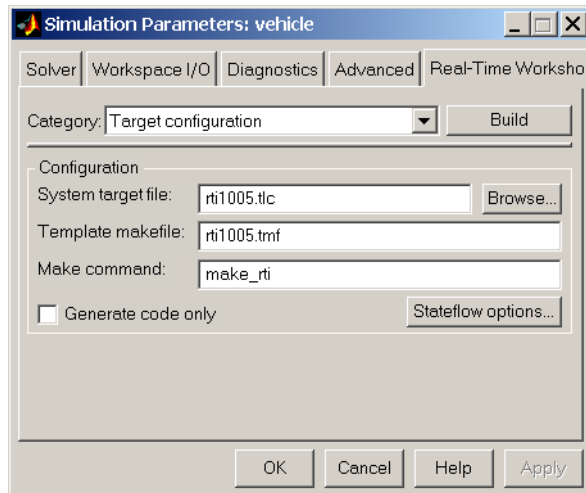 Simulation Parameters: vehicle
Solver Workspace I/O Diagnostics Advanced Real-Time Worksho
Category: Target configuration Build
Configuration
System target file: rti1005.tlc Browse...
Template makefile: rti1005.tmf
Make command: make_rti
Generate code only Stateflow options...
OK Cancel Help Apply